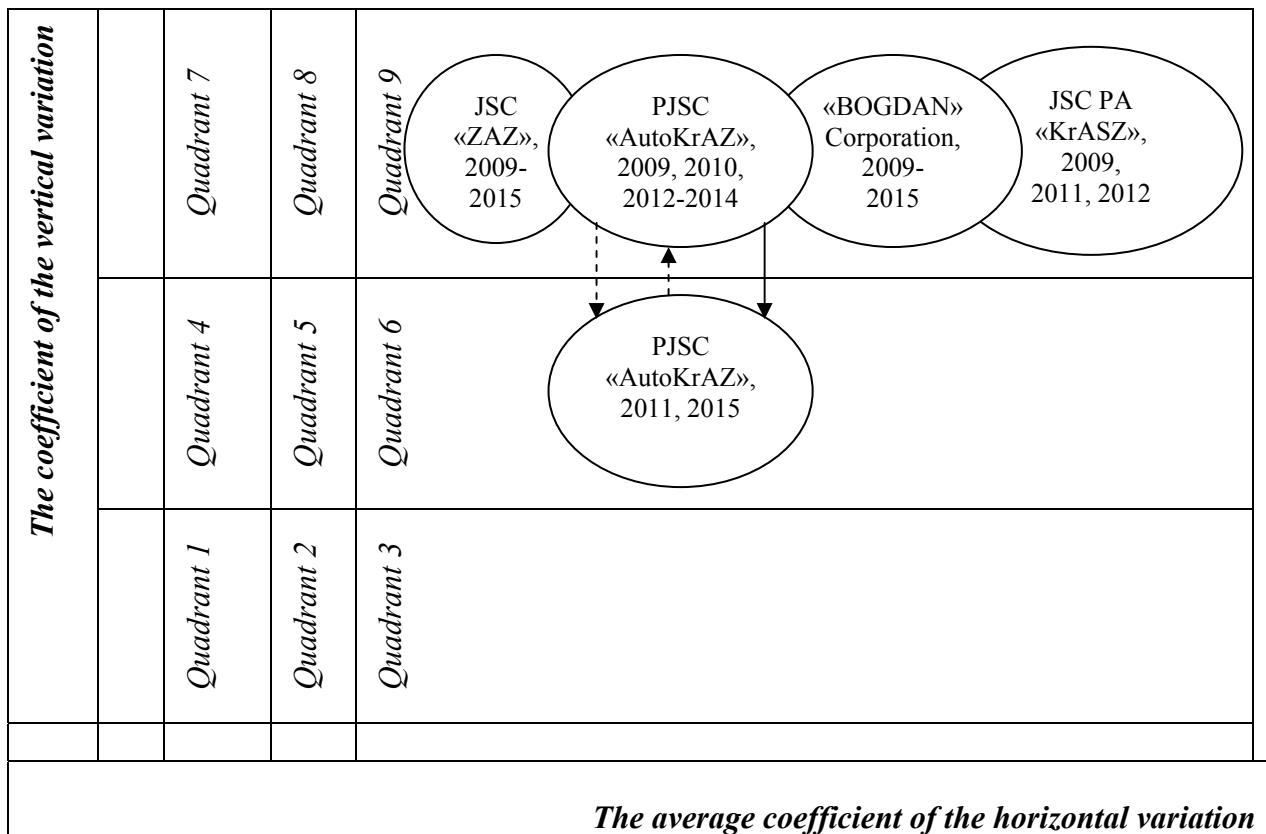 The coefficient of the vertical variation
Quadrant 7
Quadrant 8
Quadrant 9
JSC
«ZAZ»,
2009-
2015
PJSC
«AutoKrAZ»,
2009, 2010,
2012-2014
«BOGDAN»
Corporation,
2009-
2015
JSC PA
«KrASZ»,
2009,
2011, 2012
Quadrant 4
Quadrant 5
Quadrant 6
PJSC
«AutoKrAZ»,
2011, 2015
Quadrant 1
Quadrant 2
Quadrant 3
The average coefficient of the horizontal variation